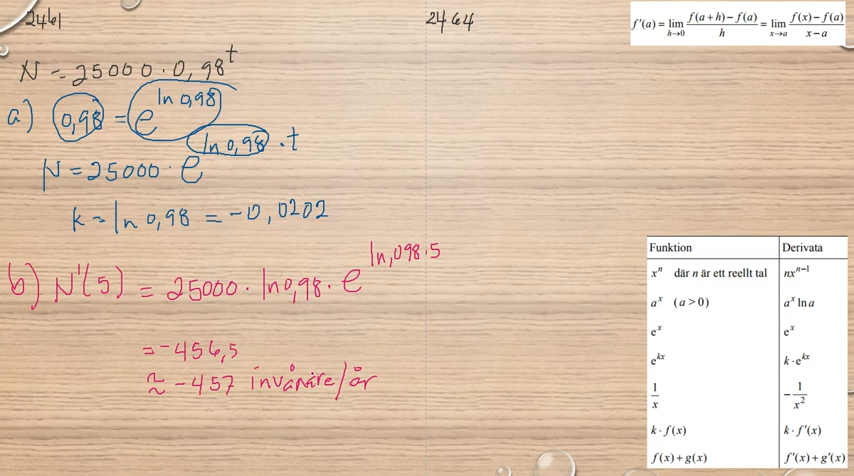 2461
N = 25000 · 0,98^t
a) 0,98 = e^(ln 0,98)
N = 25000 · e^(ln 0,98 · t)
k = ln 0,98 = -0,0202
b) N'(5) = 25000 · ln 0,98 · e^(ln,098·5)
= -456,5
≈ -457 invånare/år
2464
f'(a) = lim h→0 (f(a+h) − f(a))/h = lim x→a (f(x) − f(a))/(x − a)
Funktion Derivata
x^n där n är ett reellt tal nx^(n−1)
a^x (a > 0) a^x ln a
e^x e^x
e^(kx) k · e^(kx)
1/x −1/x^2
k · f(x) k · f'(x)
f(x) + g(x) f'(x) + g'(x)